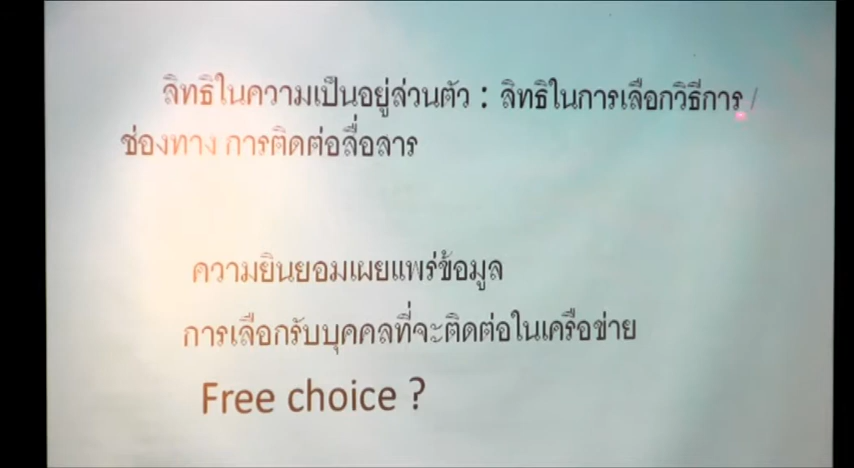 สิทธิในความเป็นอยู่ส่วนตัว : สิทธิในการเลือกวิธีการ /
ช่องทาง การติดต่อสื่อสาร
ความยินยอมเผยแพร่ข้อมูล
การเลือกรับบุคคลที่จะติดต่อในเครือข่าย
Free choice ?